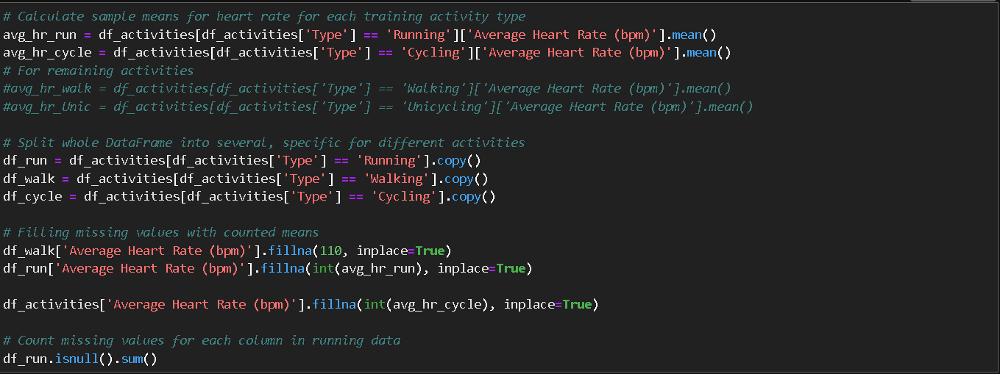 # Calculate sample means for heart rate for each training activity type
avg_hr_run = df_activities[df_activities['Type'] == 'Running']['Average Heart Rate (bpm)'].mean()
avg_hr_cycle = df_activities[df_activities['Type'] == 'Cycling']['Average Heart Rate (bpm)'].mean()
# For remaining activities
#avg_hr_walk = df_activities[df_activities['Type'] == 'Walking']['Average Heart Rate (bpm)'].mean()
#avg_hr_Unic = df_activities[df_activities['Type'] == 'Unicycling']['Average Heart Rate (bpm)'].mean()
# Split whole DataFrame into several, specific for different activities
df_run = df_activities[df_activities['Type'] == 'Running'].copy()
df_walk = df_activities[df_activities['Type'] == 'Walking'].copy()
df_cycle = df_activities[df_activities['Type'] == 'Cycling'].copy()
# Filling missing values with counted means
df_walk['Average Heart Rate (bpm)'].fillna(110, inplace=True)
df_run['Average Heart Rate (bpm)'].fillna(int(avg_hr_run), inplace=True)
df_activities['Average Heart Rate (bpm)'].fillna(int(avg_hr_cycle), inplace=True)
# Count missing values for each column in running data
df_run.isnull().sum()